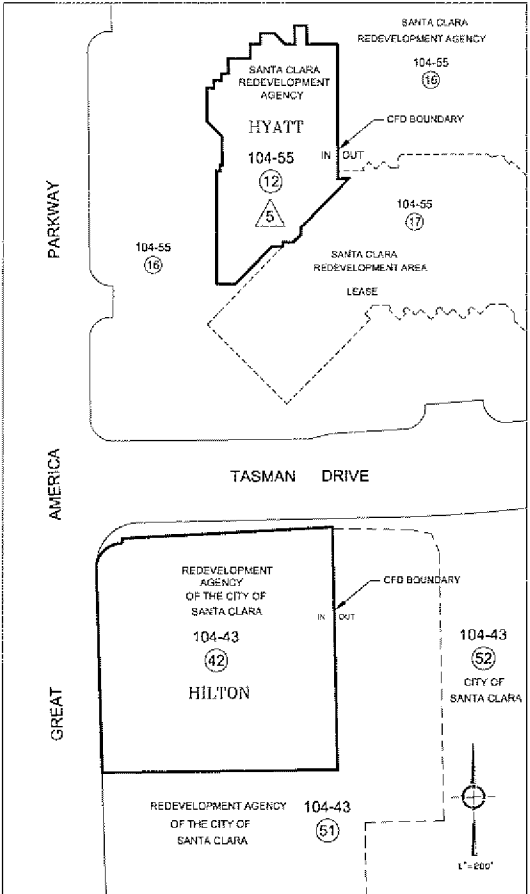 SANTA CLARA
REDEVELOPMENT AGENCY
104-55
16
SANTA CLARA
REDEVELOPMENT
AGENCY
HYATT
104-55
12
5
CFD BOUNDARY
IN OUT
104-55
17
SANTA CLARA
REDEVELOPMENT AREA
LEASE
104-55
16
PARKWAY
AMERICA
GREAT
TASMAN DRIVE
REDEVELOPMENT
AGENCY
OF THE CITY OF
SANTA CLARA
104-43
42
HILTON
CFD BOUNDARY
IN OUT
104-43
52
CITY OF
SANTA CLARA
REDEVELOPMENT AGENCY
OF THE CITY OF
SANTA CLARA
104-43
51
1"=200'